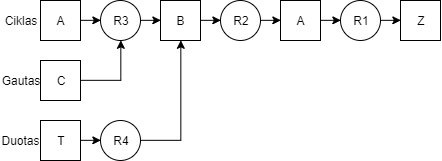 Ciklas A R3 B R2 A R1 Z
Gautas C
Duotas T R4